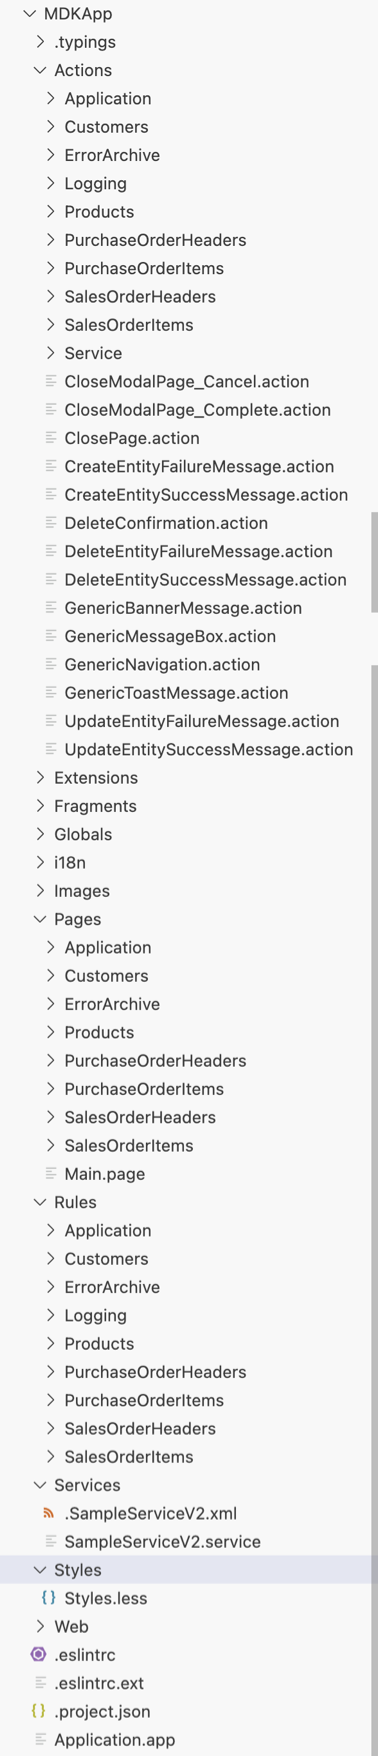 MDKApp
.typings
Actions
Application
Customers
ErrorArchive
Logging
Products
PurchaseOrderHeaders
PurchaseOrderItems
SalesOrderHeaders
SalesOrderItems
Service
CloseModalPage_Cancel.action
CloseModalPage_Complete.action
ClosePage.action
CreateEntityFailureMessage.action
CreateEntitySuccessMessage.action
DeleteConfirmation.action
DeleteEntityFailureMessage.action
DeleteEntitySuccessMessage.action
GenericBannerMessage.action
GenericMessageBox.action
GenericNavigation.action
GenericToastMessage.action
UpdateEntityFailureMessage.action
UpdateEntitySuccessMessage.action
Extensions
Fragments
Globals
i18n
Images
Pages
Application
Customers
ErrorArchive
Products
PurchaseOrderHeaders
PurchaseOrderItems
SalesOrderHeaders
SalesOrderItems
Main.page
Rules
Application
Customers
ErrorArchive
Logging
Products
PurchaseOrderHeaders
PurchaseOrderItems
SalesOrderHeaders
SalesOrderItems
Services
.SampleServiceV2.xml
SampleServiceV2.service
Styles
{} Styles.less
Web
.eslintrc
.eslintrc.ext
{} .project.json
Application.app